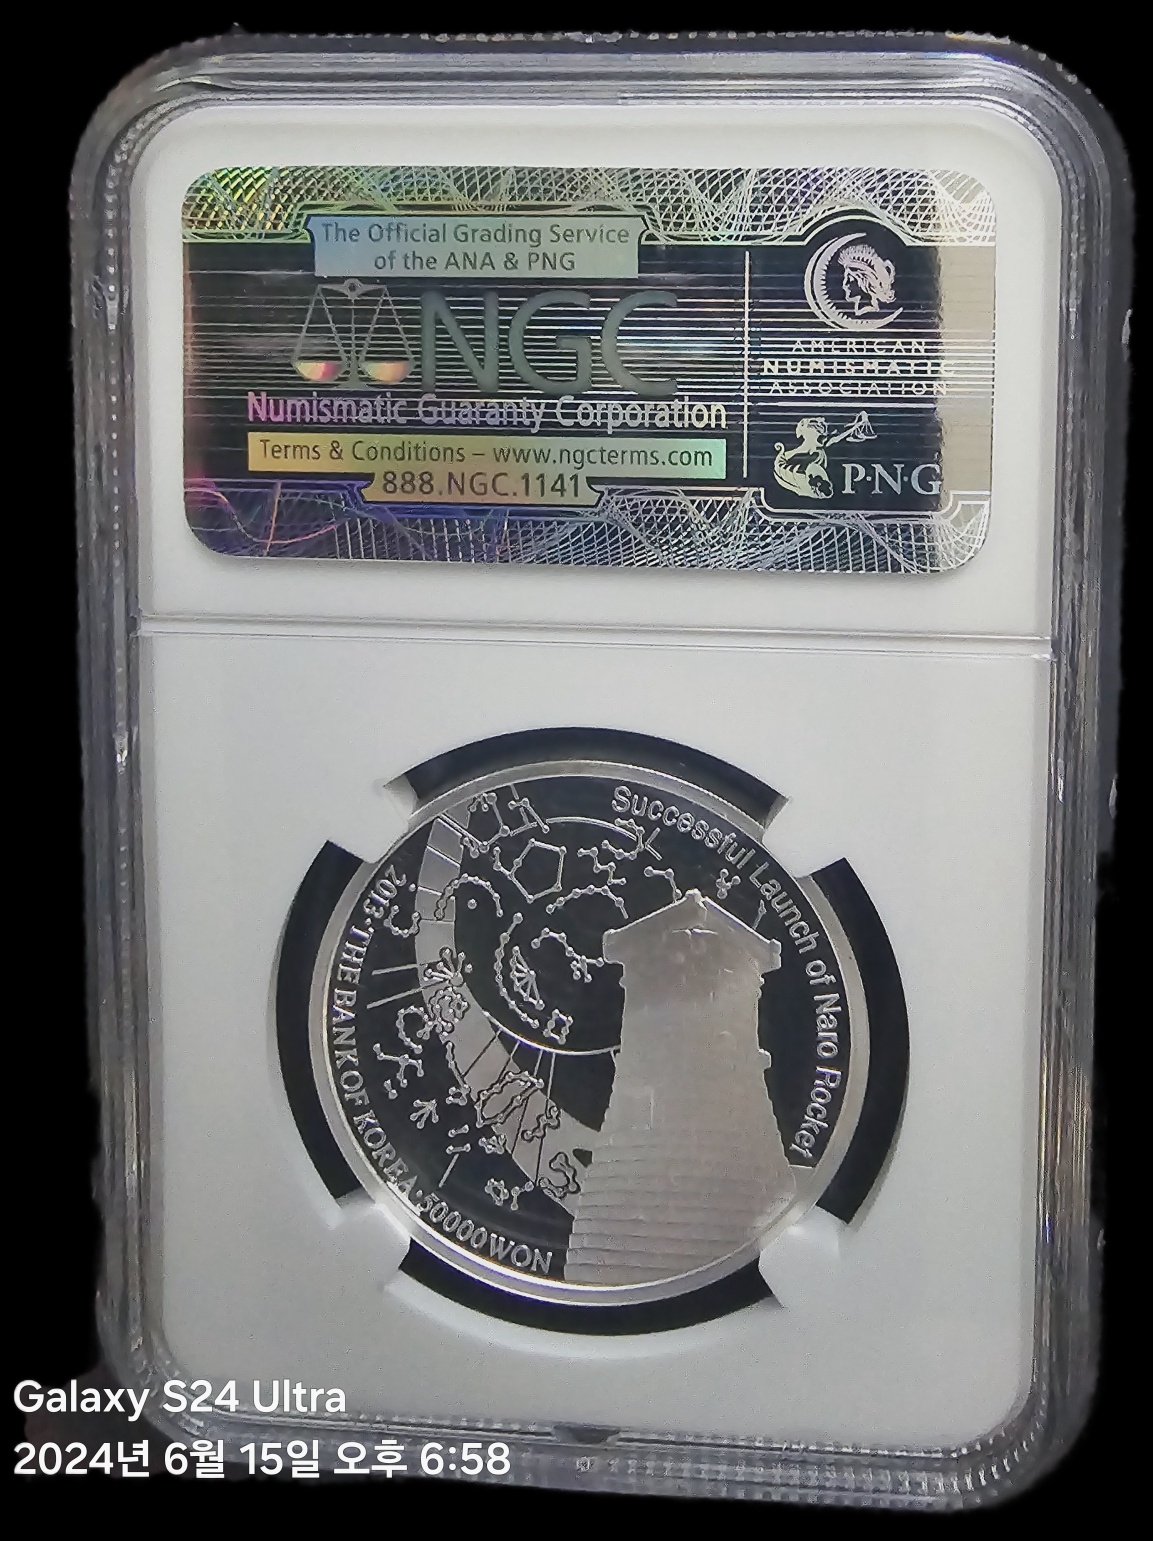 The Official Grading Service
of the ANA & PNG
NGC
Numismatic Guaranty Corporation
Terms & Conditions – www.ngcterms.com
888.NGC.1141
AMERICAN
NUMISMATIC
ASSOCIATION
P·N·G
Successful Launch of Naro Rocket
2013·THE BANK OF KOREA·50000 WON
Galaxy S24 Ultra
2024년 6월 15일 오후 6:58